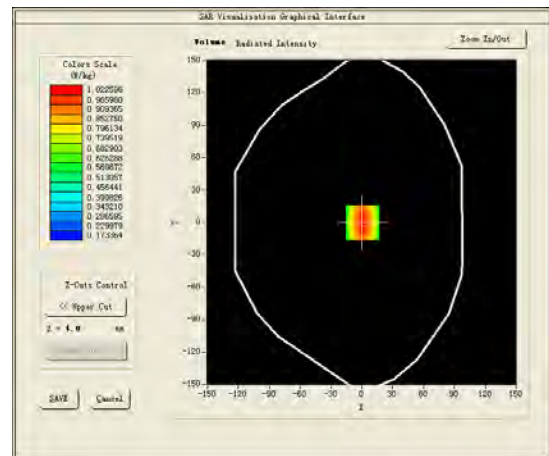 SAR Visualisation Graphical Interface
Volume Radiated Intensity
Zoom In/Out
Colors Scale
(W/kg)
1.022596
0.965980
0.909365
0.852750
0.796134
0.739519
0.682903
0.626288
0.569672
0.513057
0.456441
0.399826
0.343210
0.286595
0.229979
0.173364
150
120
90
60
30
0
-30
-60
-90
-120
-150
Y
-150 -120 -90 -60 -30 0 30 60 90 120 150
X
Z-Cuts Control
<< Upper Cut
Z = 4.0 mm
SAVE Cancel